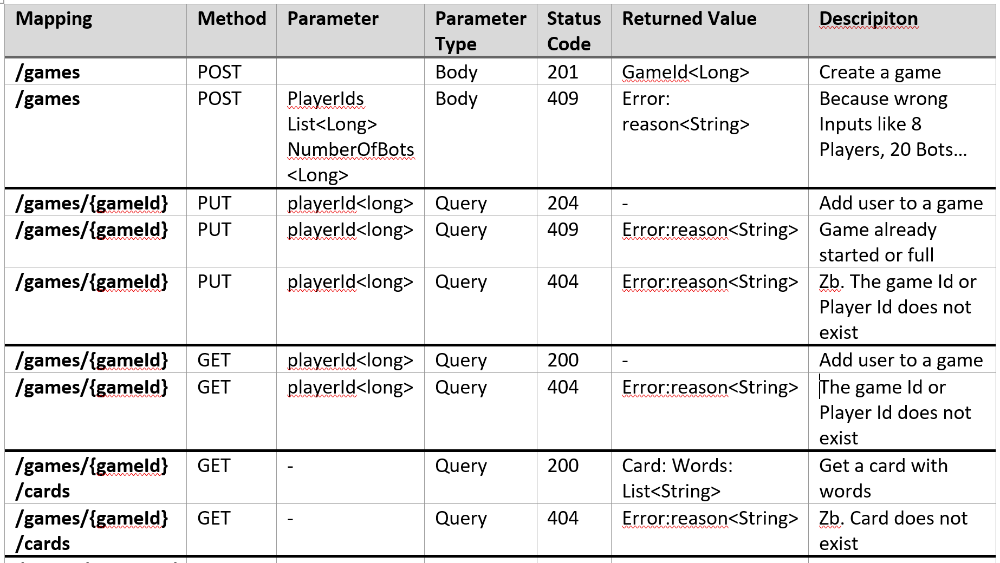 Mapping Method Parameter Parameter Type Status Code Returned Value Descripiton
/games POST Body 201 GameId<Long> Create a game
/games POST PlayerIds List<Long> NumberOfBots <Long> Body 409 Error: reason<String> Because wrong Inputs like 8 Players, 20 Bots...
/games/{gameId} PUT playerId<long> Query 204 - Add user to a game
/games/{gameId} PUT playerId<long> Query 409 Error:reason<String> Game already started or full
/games/{gameId} PUT playerId<long> Query 404 Error:reason<String> Zb. The game Id or Player Id does not exist
/games/{gameId} GET playerId<long> Query 200 - Add user to a game
/games/{gameId} GET playerId<long> Query 404 Error:reason<String> The game Id or Player Id does not exist
/games/{gameId} /cards GET - Query 200 Card: Words: List<String> Get a card with words
/games/{gameId} /cards GET - Query 404 Error:reason<String> Zb. Card does not exist